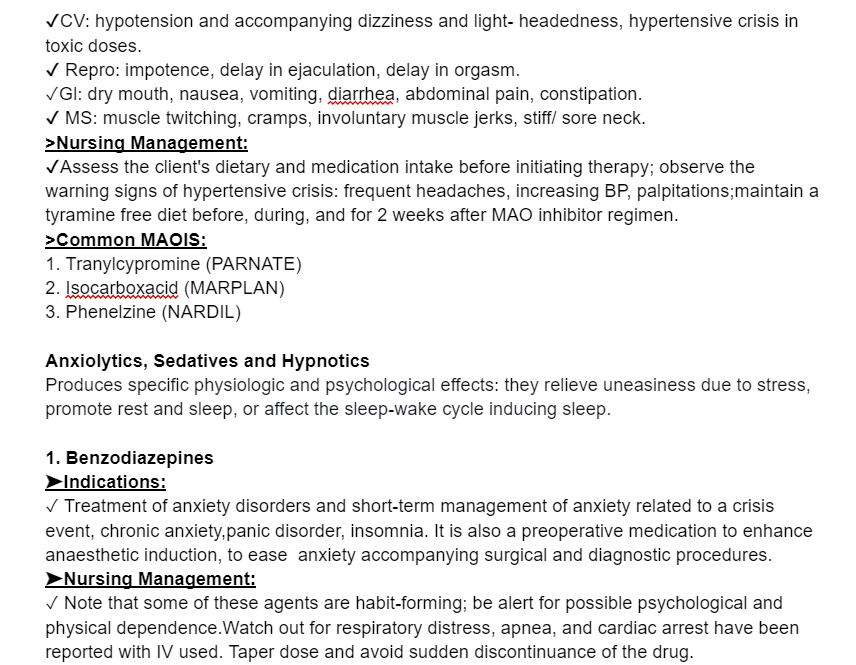 ✓CV: hypotension and accompanying dizziness and light- headedness, hypertensive crisis in
toxic doses.
✓ Repro: impotence, delay in ejaculation, delay in orgasm.
✓GI: dry mouth, nausea, vomiting, diarrhea, abdominal pain, constipation.
✓ MS: muscle twitching, cramps, involuntary muscle jerks, stiff/ sore neck.
>Nursing Management:
✓Assess the client's dietary and medication intake before initiating therapy; observe the
warning signs of hypertensive crisis: frequent headaches, increasing BP, palpitations;maintain a
tyramine free diet before, during, and for 2 weeks after MAO inhibitor regimen.
>Common MAOIS:
1. Tranylcypromine (PARNATE)
2. Isocarboxacid (MARPLAN)
3. Phenelzine (NARDIL)
Anxiolytics, Sedatives and Hypnotics
Produces specific physiologic and psychological effects: they relieve uneasiness due to stress,
promote rest and sleep, or affect the sleep-wake cycle inducing sleep.
1. Benzodiazepines
➤Indications:
✓ Treatment of anxiety disorders and short-term management of anxiety related to a crisis
event, chronic anxiety,panic disorder, insomnia. It is also a preoperative medication to enhance
anaesthetic induction, to ease  anxiety accompanying surgical and diagnostic procedures.
➤Nursing Management:
✓ Note that some of these agents are habit-forming; be alert for possible psychological and
physical dependence.Watch out for respiratory distress, apnea, and cardiac arrest have been
reported with IV used. Taper dose and avoid sudden discontinuance of the drug.